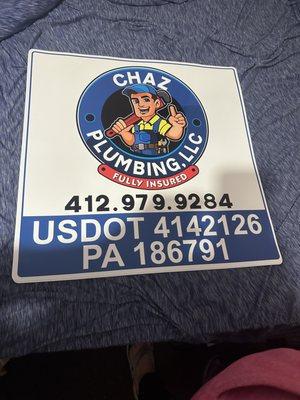 CHAZ
PLUMBING, LLC
FULLY INSURED
412.979.9284
USDOT 4142126
PA 186791